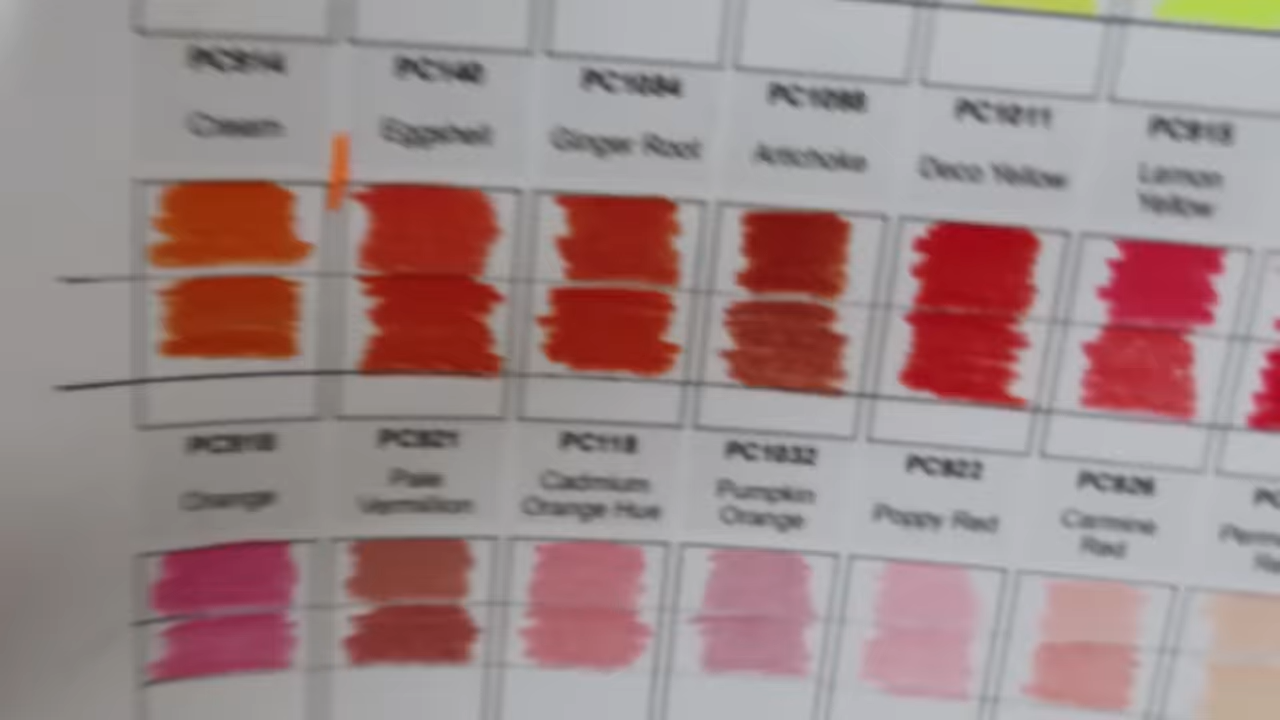 PC914 PC140 PC1084 PC1098 PC1011 PC915
Cream Eggshell Ginger Root Artichoke Deco Yellow Lemon
Yellow
PC918 PC921 PC118 PC1032 PC922 PC926
Orange Pale Cadmium Pumpkin Poppy Red Carmine
Vermilion Orange Hue Orange Red